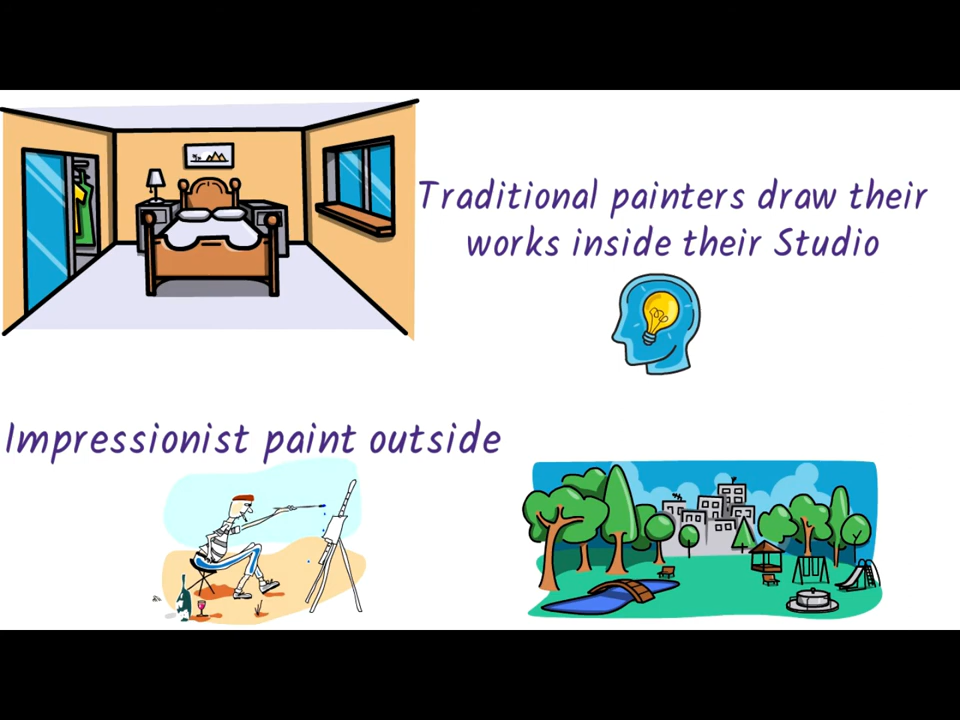 Traditional painters draw their
works inside their Studio
Impressionist paint outside